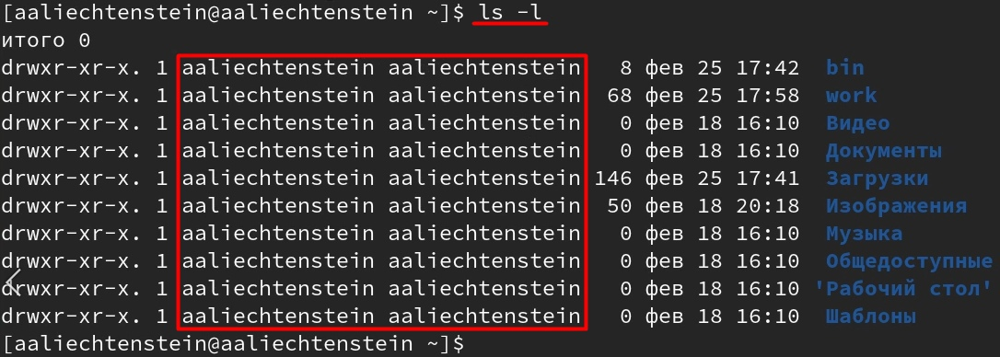 [aaliechtenstein@aaliechtenstein ~]$ ls -l
итого 0
drwxr-xr-x. 1 aaliechtenstein aaliechtenstein   8 фев 25 17:42  bin
drwxr-xr-x. 1 aaliechtenstein aaliechtenstein  68 фев 25 17:58  work
drwxr-xr-x. 1 aaliechtenstein aaliechtenstein   0 фев 18 16:10  Видео
drwxr-xr-x. 1 aaliechtenstein aaliechtenstein   0 фев 18 16:10  Документы
drwxr-xr-x. 1 aaliechtenstein aaliechtenstein 146 фев 25 17:41  Загрузки
drwxr-xr-x. 1 aaliechtenstein aaliechtenstein  50 фев 18 20:18  Изображения
drwxr-xr-x. 1 aaliechtenstein aaliechtenstein   0 фев 18 16:10  Музыка
drwxr-xr-x. 1 aaliechtenstein aaliechtenstein   0 фев 18 16:10  Общедоступные
drwxr-xr-x. 1 aaliechtenstein aaliechtenstein   0 фев 18 16:10 'Рабочий стол'
drwxr-xr-x. 1 aaliechtenstein aaliechtenstein   0 фев 18 16:10  Шаблоны
[aaliechtenstein@aaliechtenstein ~]$